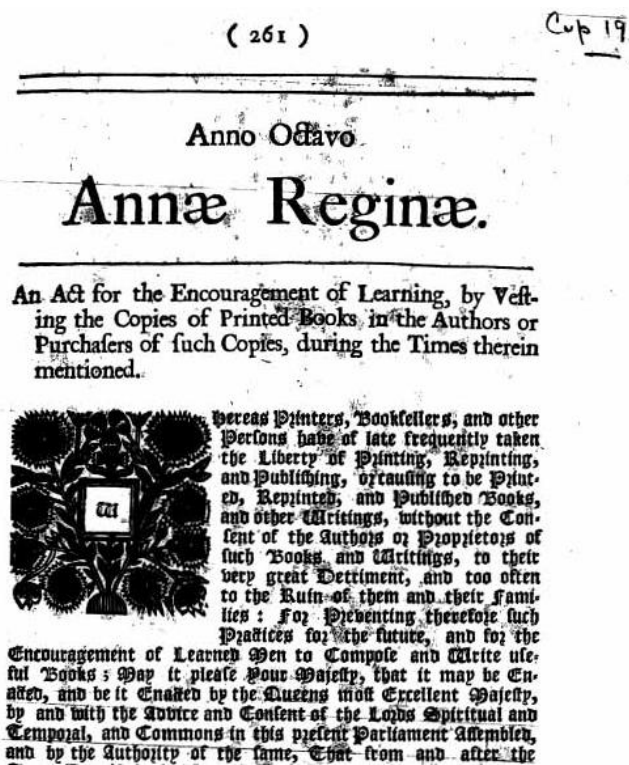 ( 261 )
Cup 19
Anno Octavo
Annæ Reginæ.
An Act for the Encouragement of Learning, by Veſt-
ing the Copies of Printed Books in the Authors or
Purchaſers of ſuch Copies, during the Times therein
mentioned.
Whereas Printers, Bookſellers, and other
Perſons have of late frequently taken
the Liberty of Printing, Reprinting,
and Publiſhing, or cauſing to be Print-
ed, Reprinted, and Publiſhed Books,
and other Writings, without the Con-
ſent of the Authors or Proprietors of
ſuch Books and Writings, to their
very great Detriment, and too often
to the Ruin of them and their Fami-
lies : For Preventing therefore ſuch
Practices for the future, and for the
Encouragement of Learned Men to Compoſe and Write uſe-
ful Books ; May it pleaſe Your Majeſty, that it may be En-
acted, and be it Enacted by the Queens moſt Excellent Majeſty,
by and with the Advice and Conſent of the Lords Spiritual and
Temporal, and Commons in this preſent Parliament Aſſembled,
and by the Authority of the ſame, That from and after the